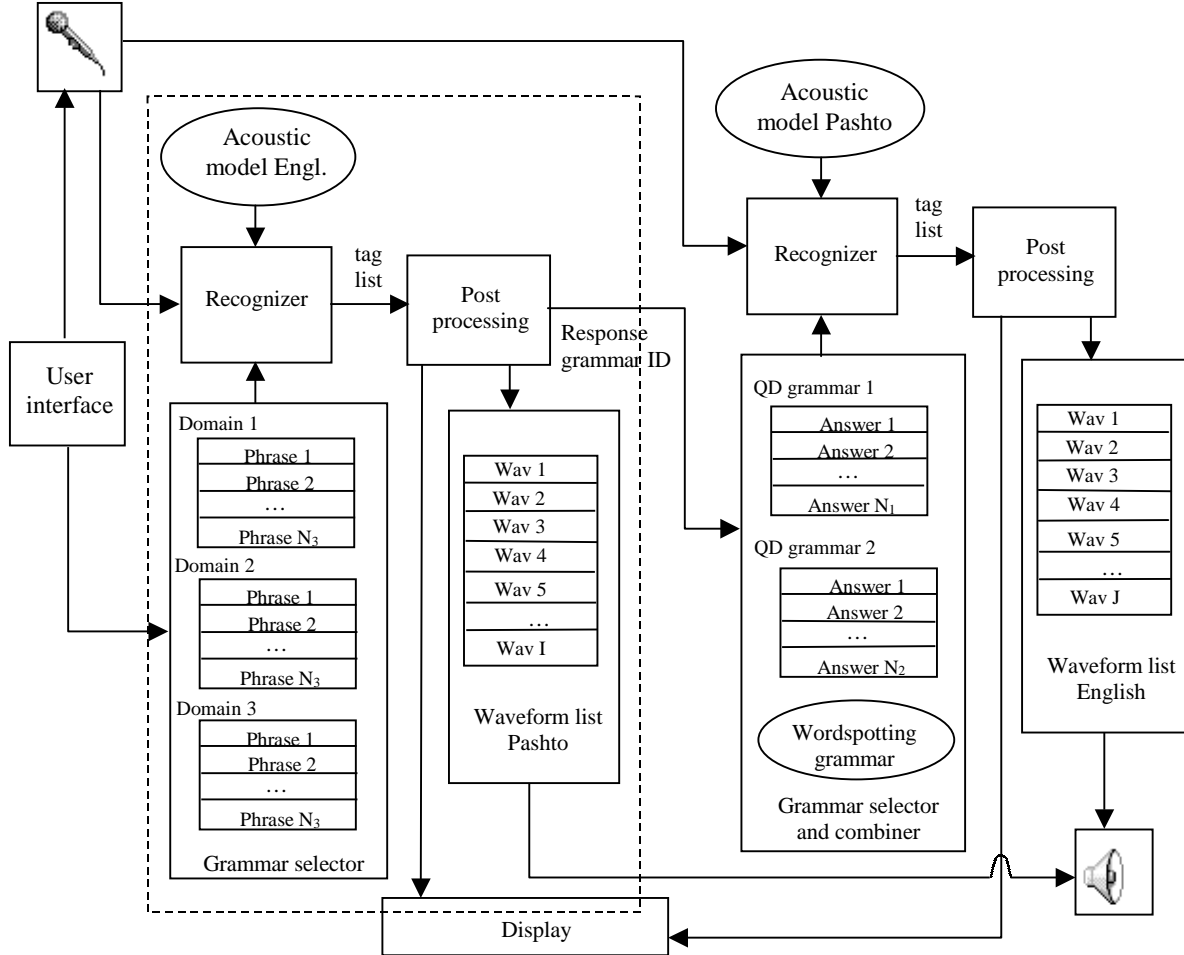 Acoustic
model Engl.
Acoustic
model Pashto
Recognizer
tag
list
Post
processing
Response
grammar ID
Recognizer
tag
list
Post
processing
User
interface
Domain 1
Phrase 1
Phrase 2
…
Phrase N₃
Domain 2
Phrase 1
Phrase 2
…
Phrase N₃
Domain 3
Phrase 1
Phrase 2
…
Phrase N₃
Grammar selector
Wav 1
Wav 2
Wav 3
Wav 4
Wav 5
…
Wav I
Waveform list
Pashto
QD grammar 1
Answer 1
Answer 2
…
Answer N₁
QD grammar 2
Answer 1
Answer 2
…
Answer N₂
Wordspotting
grammar
Grammar selector
and combiner
Wav 1
Wav 2
Wav 3
Wav 4
Wav 5
…
Wav J
Waveform list
English
Display